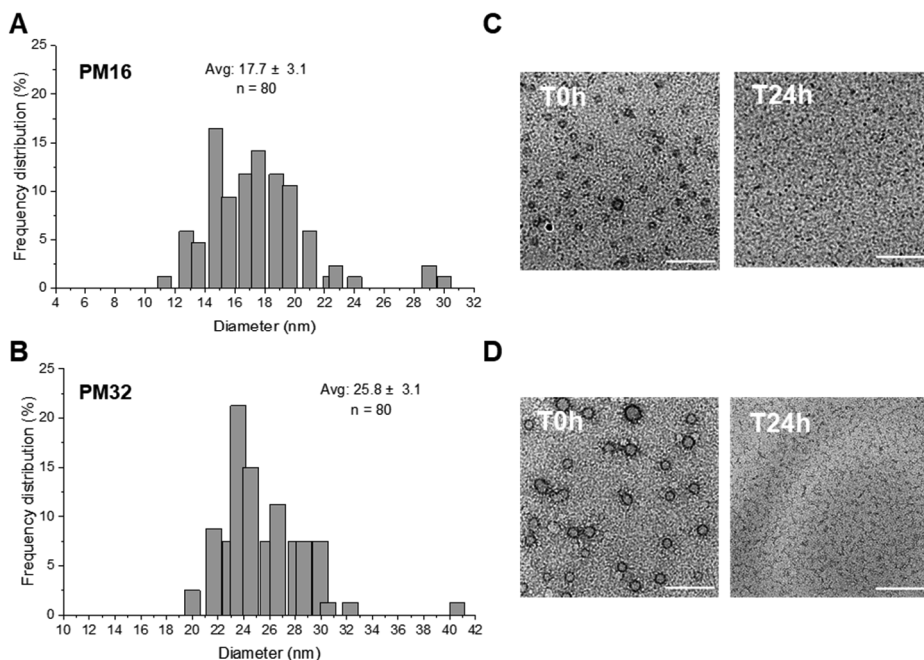 A
PM16
Avg: 17.7 ± 3.1
n = 80
25
20
15
10
5
0
Frequency distribution (%)
4 6 8 10 12 14 16 18 20 22 24 26 28 30 32
Diameter (nm)
B
PM32
Avg: 25.8 ± 3.1
n = 80
25
20
15
10
5
0
Frequency distribution (%)
10 12 14 16 18 20 22 24 26 28 30 32 34 36 38 40 42
Diameter (nm)
C
T0h
T24h
D
T0h
T24h